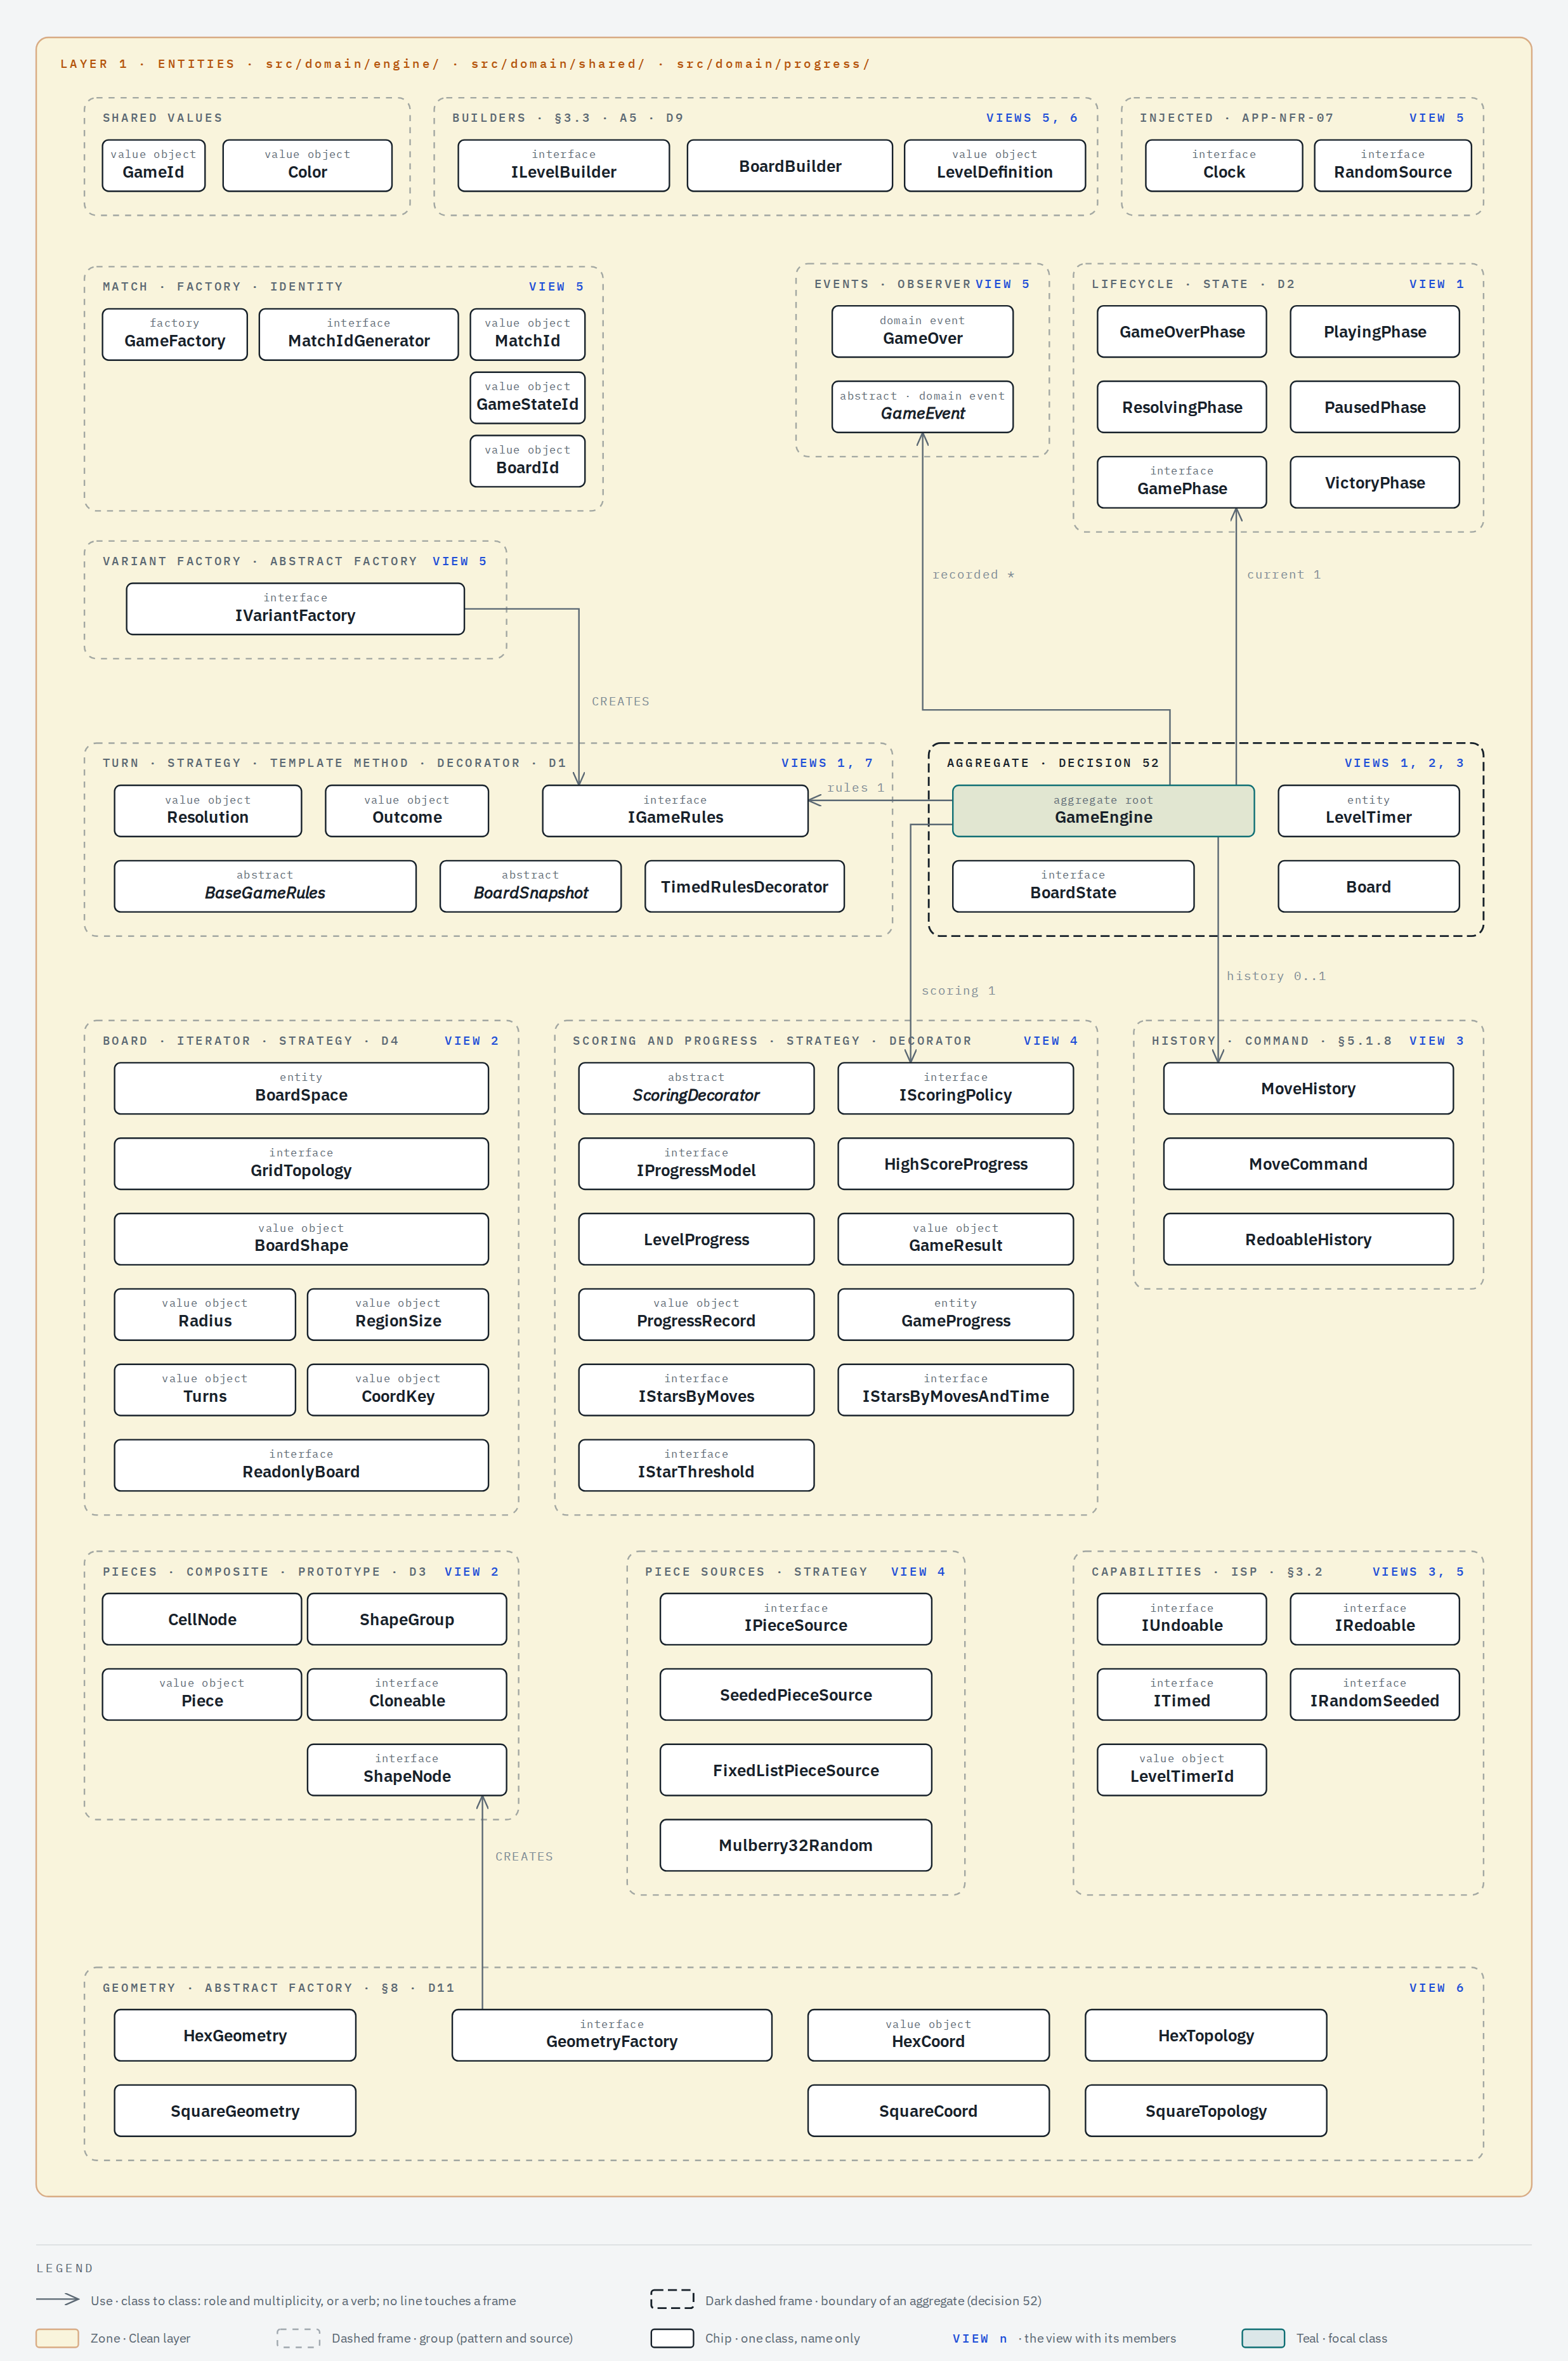 LAYER 1 · ENTITIES · src/domain/engine/ · src/domain/shared/ · src/domain/progress/
SHARED VALUES
value object
GameId
value object
Color
BUILDERS · §3.3 · A5 · D9
VIEWS 5, 6
interface
ILevelBuilder
BoardBuilder
value object
LevelDefinition
INJECTED · APP-NFR-07
VIEW 5
interface
Clock
interface
RandomSource
MATCH · FACTORY · IDENTITY
VIEW 5
factory
GameFactory
interface
MatchIdGenerator
value object
MatchId
value object
GameStateId
value object
BoardId
EVENTS · OBSERVER
VIEW 5
domain event
GameOver
abstract · domain event
GameEvent
LIFECYCLE · STATE · D2
VIEW 1
GameOverPhase
PlayingPhase
ResolvingPhase
PausedPhase
interface
GamePhase
VictoryPhase
VARIANT FACTORY · ABSTRACT FACTORY
VIEW 5
interface
IVariantFactory
recorded *
current 1
CREATES
TURN · STRATEGY · TEMPLATE METHOD · DECORATOR · D1
VIEWS 1, 7
value object
Resolution
value object
Outcome
interface
IGameRules
abstract
BaseGameRules
abstract
BoardSnapshot
TimedRulesDecorator
rules 1
AGGREGATE · DECISION 52
VIEWS 1, 2, 3
aggregate root
GameEngine
entity
LevelTimer
interface
BoardState
Board
scoring 1
history 0..1
BOARD · ITERATOR · STRATEGY · D4
VIEW 2
entity
BoardSpace
interface
GridTopology
value object
BoardShape
value object
Radius
value object
RegionSize
value object
Turns
value object
CoordKey
interface
ReadonlyBoard
SCORING AND PROGRESS · STRATEGY · DECORATOR
VIEW 4
abstract
ScoringDecorator
interface
IScoringPolicy
interface
IProgressModel
HighScoreProgress
LevelProgress
value object
GameResult
value object
ProgressRecord
entity
GameProgress
interface
IStarsByMoves
interface
IStarsByMovesAndTime
interface
IStarThreshold
HISTORY · COMMAND · §5.1.8
VIEW 3
MoveHistory
MoveCommand
RedoableHistory
PIECES · COMPOSITE · PROTOTYPE · D3
VIEW 2
CellNode
ShapeGroup
value object
Piece
interface
Cloneable
interface
ShapeNode
PIECE SOURCES · STRATEGY
VIEW 4
interface
IPieceSource
SeededPieceSource
FixedListPieceSource
Mulberry32Random
CAPABILITIES · ISP · §3.2
VIEWS 3, 5
interface
IUndoable
interface
IRedoable
interface
ITimed
interface
IRandomSeeded
value object
LevelTimerId
CREATES
GEOMETRY · ABSTRACT FACTORY · §8 · D11
VIEW 6
HexGeometry
interface
GeometryFactory
value object
HexCoord
HexTopology
SquareGeometry
SquareCoord
SquareTopology
LEGEND
Use · class to class: role and multiplicity, or a verb; no line touches a frame
Dark dashed frame · boundary of an aggregate (decision 52)
Zone · Clean layer
Dashed frame · group (pattern and source)
Chip · one class, name only
VIEW n · the view with its members
Teal · focal class